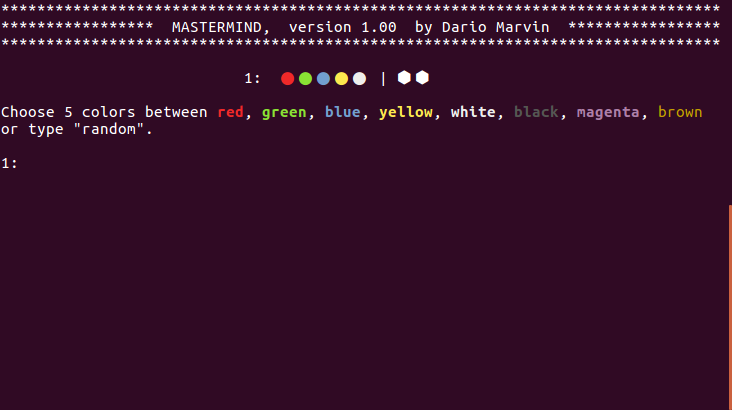 ********************************************************************************
*****************  MASTERMIND,  version 1.00  by Dario Marvin  *****************
********************************************************************************
1: ●●●●● | ⬢⬢
Choose 5 colors between red, green, blue, yellow, white, black, magenta, brown
or type "random".
1: